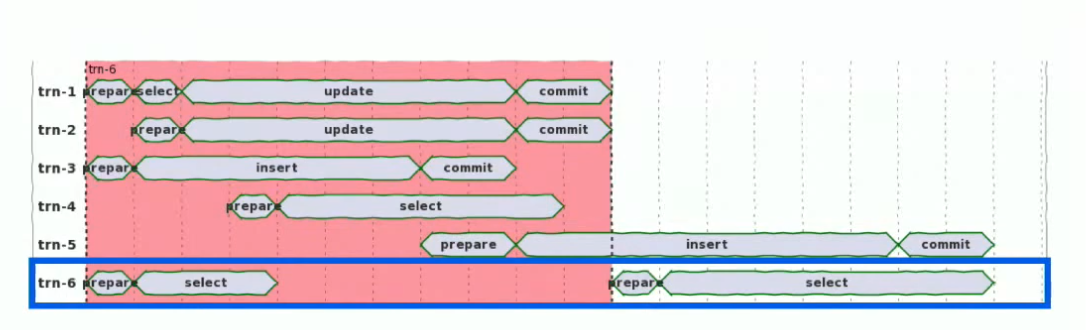 trn-6
trn-1 prepare select update commit
trn-2 prepare update commit
trn-3 prepare insert commit
trn-4 prepare select
trn-5 prepare insert commit
trn-6 prepare select prepare select